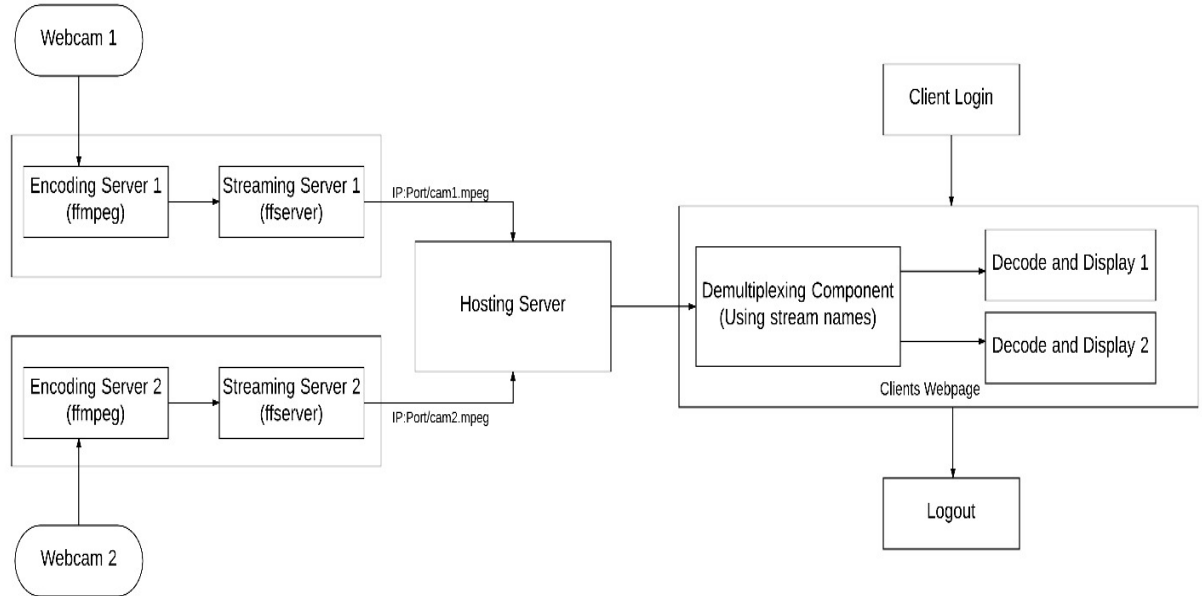 Webcam 1
Encoding Server 1
(ffmpeg)
Streaming Server 1
(ffserver)
IP:Port/cam1.mpeg
Encoding Server 2
(ffmpeg)
Streaming Server 2
(ffserver)
IP:Port/cam2.mpeg
Webcam 2
Hosting Server
Client Login
Demultiplexing Component
(Using stream names)
Decode and Display 1
Decode and Display 2
Clients Webpage
Logout